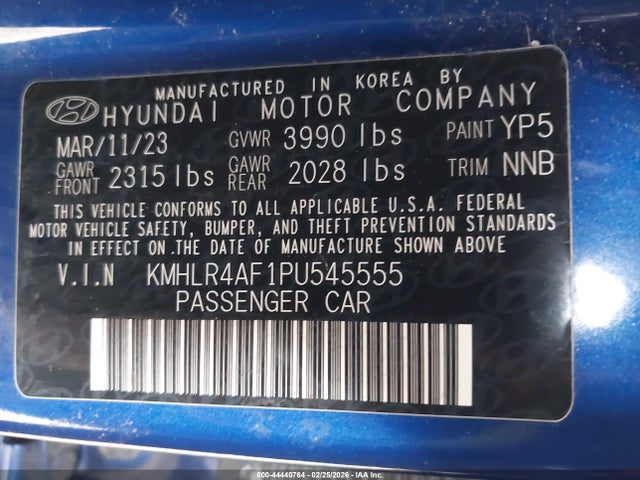 MANUFACTURED IN KOREA BY
HYUNDAI MOTOR COMPANY
MAR/11/23 GVWR 3990 lbs PAINT YP5
GAWR FRONT 2315 lbs GAWR REAR 2028 lbs TRIM NNB
THIS VEHICLE CONFORMS TO ALL APPLICABLE U.S.A. FEDERAL
MOTOR VEHICLE SAFETY, BUMPER, AND THEFT PREVENTION STANDARDS
IN EFFECT ON .THE DATE OF MANUFACTURE SHOWN ABOVE
V.I.N KMHLR4AF1PU545555
PASSENGER CAR
000-44440764 - 02/25/2026 - COPYRIGHT IAA, LLC